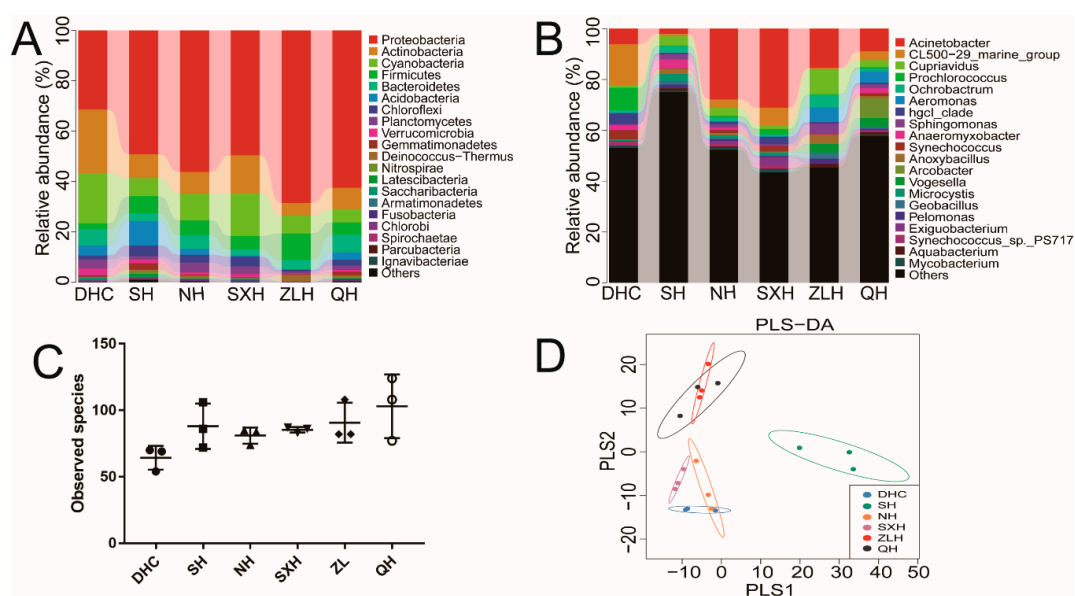 A
Relative abundance (%)
100
80
60
40
20
0
DHC SH NH SXH ZLH QH
Proteobacteria
Actinobacteria
Cyanobacteria
Firmicutes
Bacteroidetes
Acidobacteria
Chloroflexi
Planctomycetes
Verrucomicrobia
Gemmatimonadetes
Deinococcus-Thermus
Nitrospirae
Latescibacteria
Saccharibacteria
Armatimonadetes
Fusobacteria
Chlorobi
Spirochaetae
Parcubacteria
Ignavibacteriae
Others
B
Relative abundance (%)
100
80
60
40
20
0
DHC SH NH SXH ZLH QH
Acinetobacter
CL500-29_marine_group
Cupriavidus
Prochlorococcus
Ochrobactrum
Aeromonas
hgcI_clade
Sphingomonas
Anaeromyxobacter
Synechococcus
Anoxybacillus
Arcobacter
Vogesella
Microcystis
Geobacillus
Pelomonas
Exiguobacterium
Synechococcus_sp._PS717
Aquabacterium
Mycobacterium
Others
C
Observed species
150
100
50
0
DHC SH NH SXH ZL QH
D
PLS-DA
PLS2
20
10
0
-10
-20
-10 0 10 20 30 40 50
PLS1
DHC
SH
NH
SXH
ZLH
QH